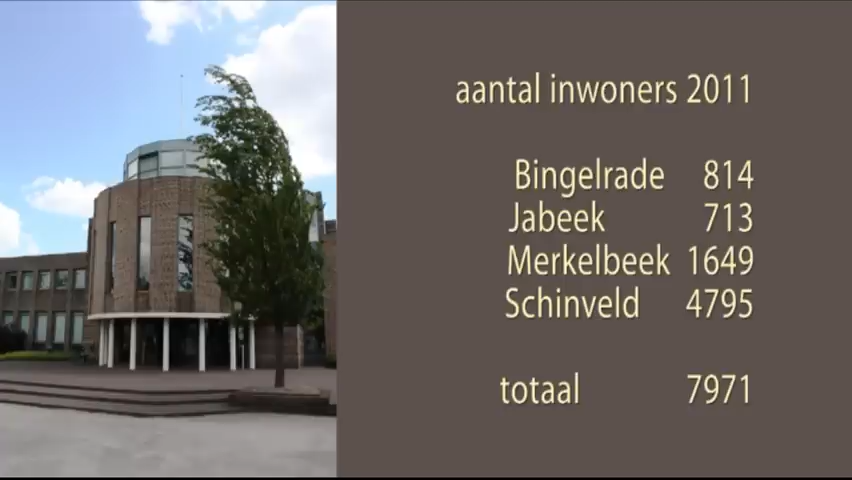 aantal inwoners 2011
Bingelrade 814
Jabeek 713
Merkelbeek 1649
Schinveld 4795
totaal 7971